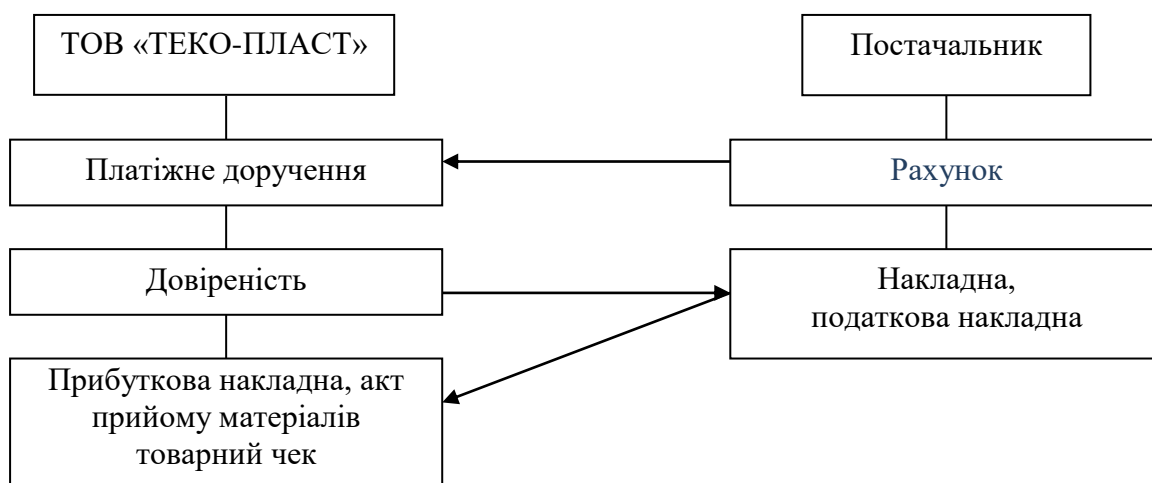 ТОВ «ТЕКО-ПЛАСТ»
Постачальник
Платіжне доручення
Рахунок
Довіреність
Накладна,
податкова накладна
Прибуткова накладна, акт
прийому матеріалів
товарний чек